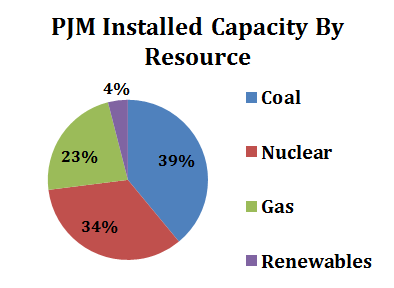 PJM Installed Capacity By
Resource
4%
39%
23%
34%
Coal
Nuclear
Gas
Renewables